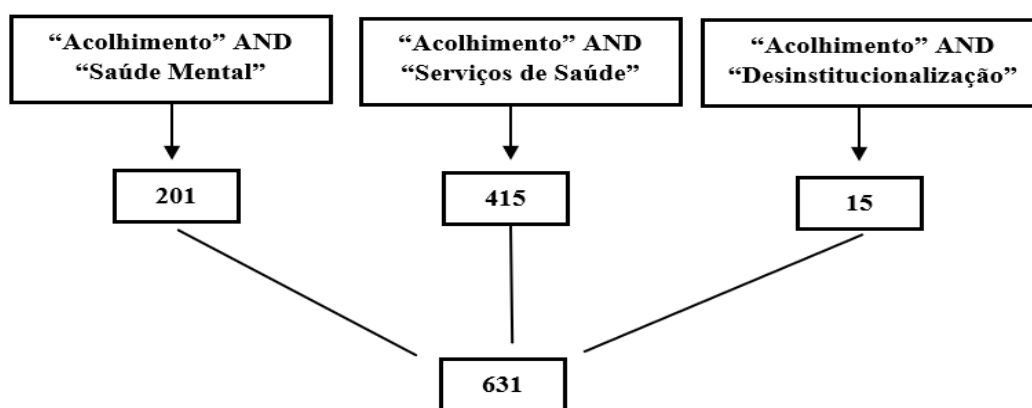 “Acolhimento” AND
“Saúde Mental”
“Acolhimento” AND
“Serviços de Saúde”
“Acolhimento” AND
“Desinstitucionalização”
201
415
15
631